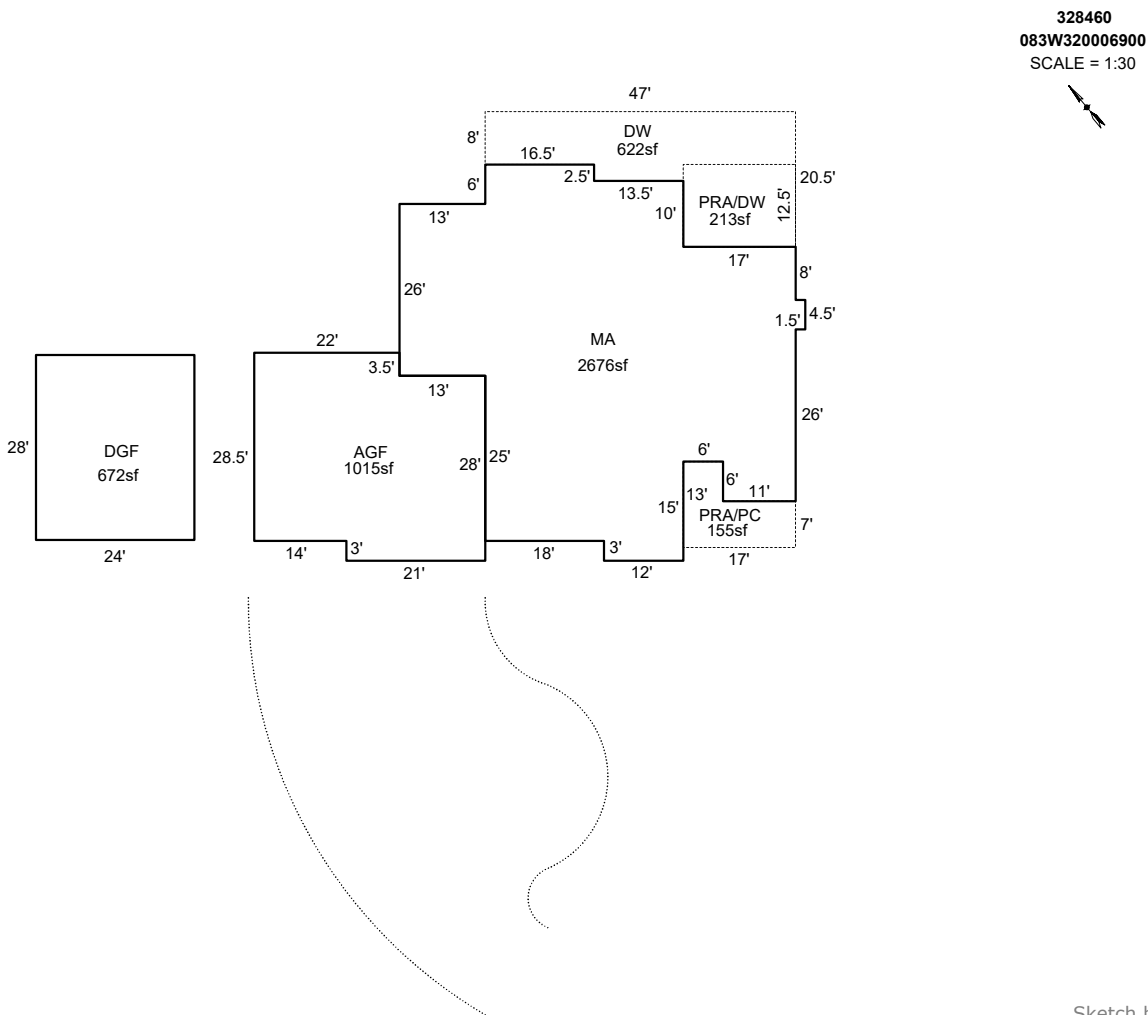 328460
083W320006900
SCALE = 1:30
47'
8'
DW
622sf
16.5'
2.5'
13.5'
20.5'
6'
13'
10'
PRA/DW
213sf
12.5'
17'
8'
26'
1.5'
4.5'
MA
2676sf
22'
3.5'
13'
26'
28'
DGF
672sf
24'
28.5'
AGF
1015sf
28'
25'
6'
6'
11'
15'
13'
PRA/PC
155sf
7'
17'
14'
3'
21'
18'
3'
12'
Sketch